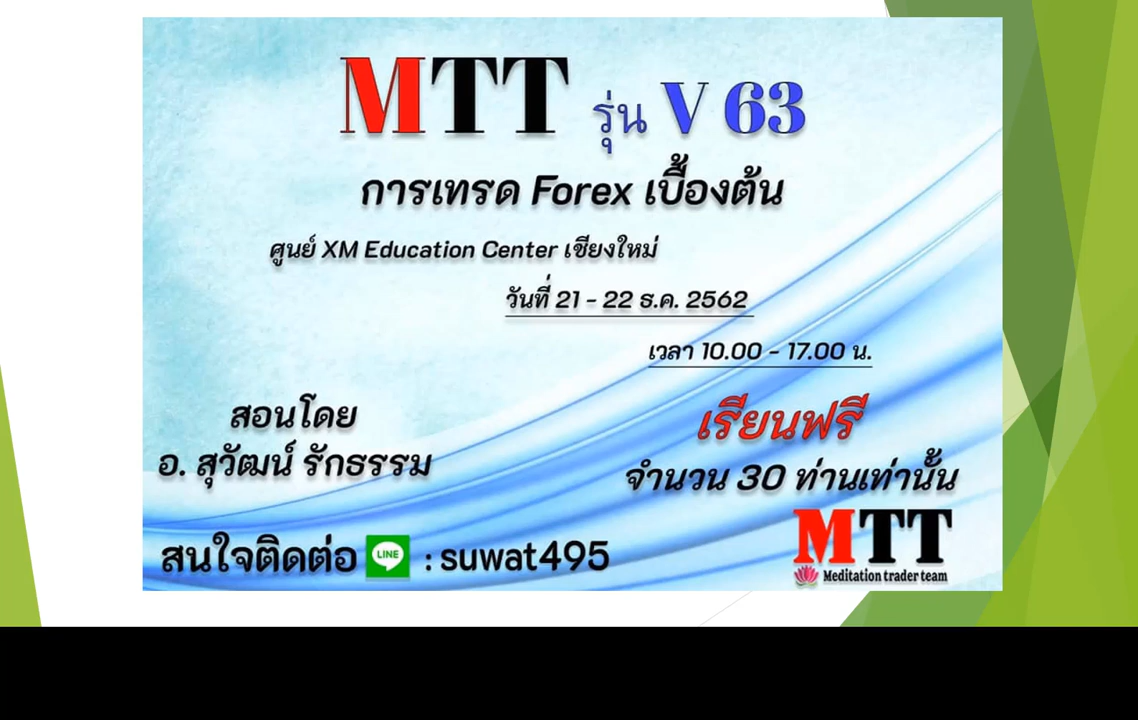 MTT รุ่น V 63
การเทรด Forex เบื้องต้น
ศูนย์ XM Education Center เชียงใหม่
วันที่ 21 - 22 ธ.ค. 2562
เวลา 10.00 - 17.00 น.
สอนโดย
อ. สุวัฒน์ รักธรรม
เรียนฟรี
จำนวน 30 ท่านเท่านั้น
สนใจติดต่อ LINE : suwat495
MTT
Meditation trader team